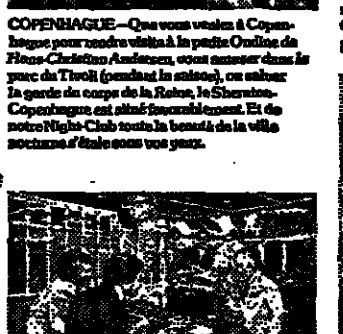 COPENHAGUE—Que vous veniez à Copen-
hague pour rendre visite à la petite Ondine de
Hans-Christian Andersen, vous amuser dans le
parc du Tivoli (pendant la saison), ou saluer
la garde du corps de la Reine, le Sheraton-
Copenhague est situé favorablement. Et de
notre Night-Club toute la beauté de la ville
nocturne s'étale sous vos yeux.